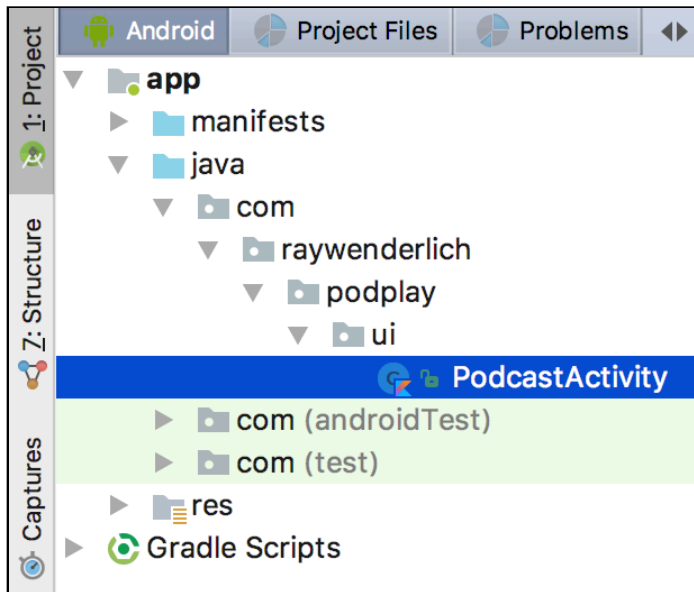 Android Project Files Problems
1: Project
7: Structure
Captures
app
manifests
java
com
raywenderlich
podplay
ui
PodcastActivity
com (androidTest)
com (test)
res
Gradle Scripts